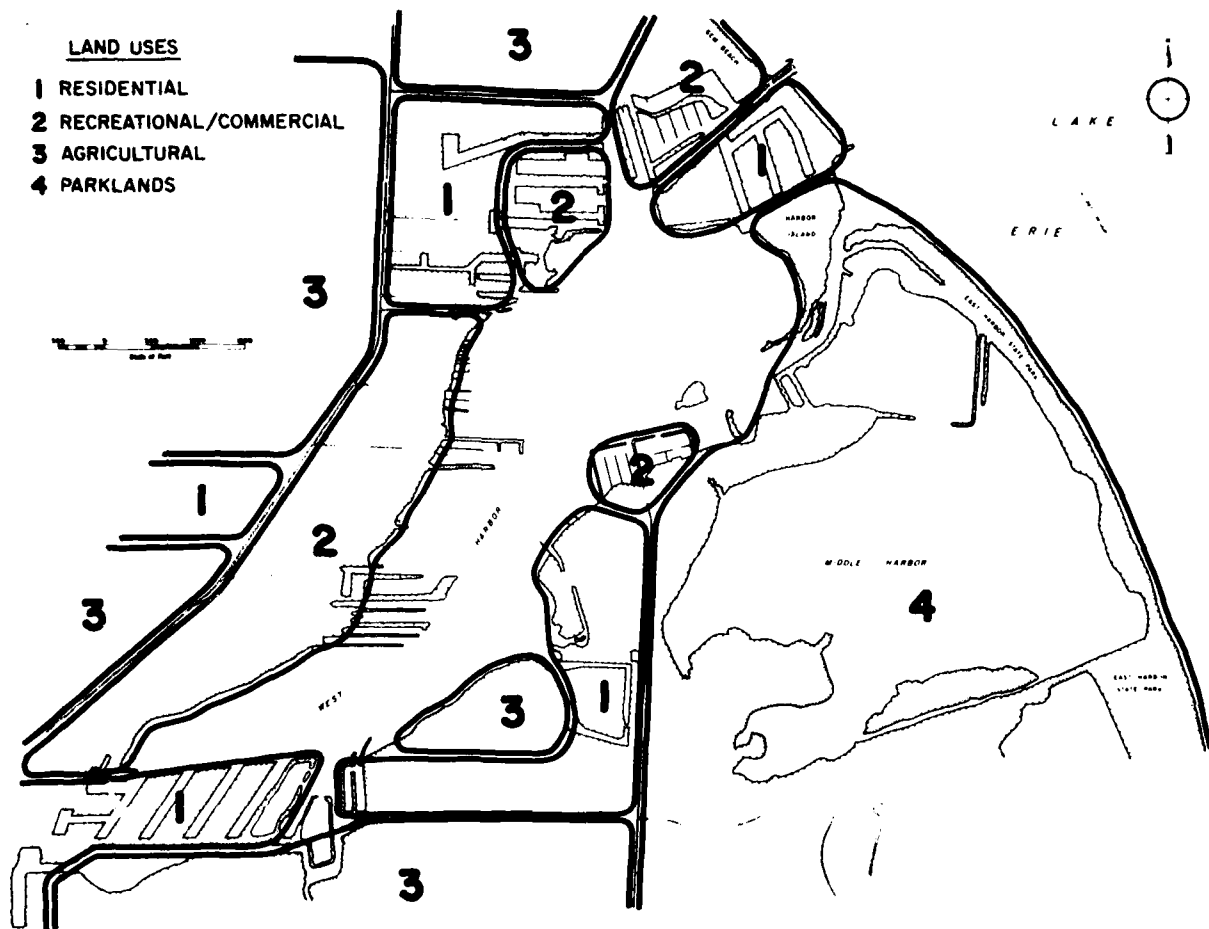 LAND USES
1 RESIDENTIAL
2 RECREATIONAL/COMMERCIAL
3 AGRICULTURAL
4 PARKLANDS
3
BEACH
2
LAKE
1
1
2
HARBOR
ISLAND
ERIE
3
EAST HARBOR STATE PARK
2
1
HARBOR
2
MIDDLE HARBOR
4
3
EAST HARBOR
STATE PARK
1
3
WEST
1
3